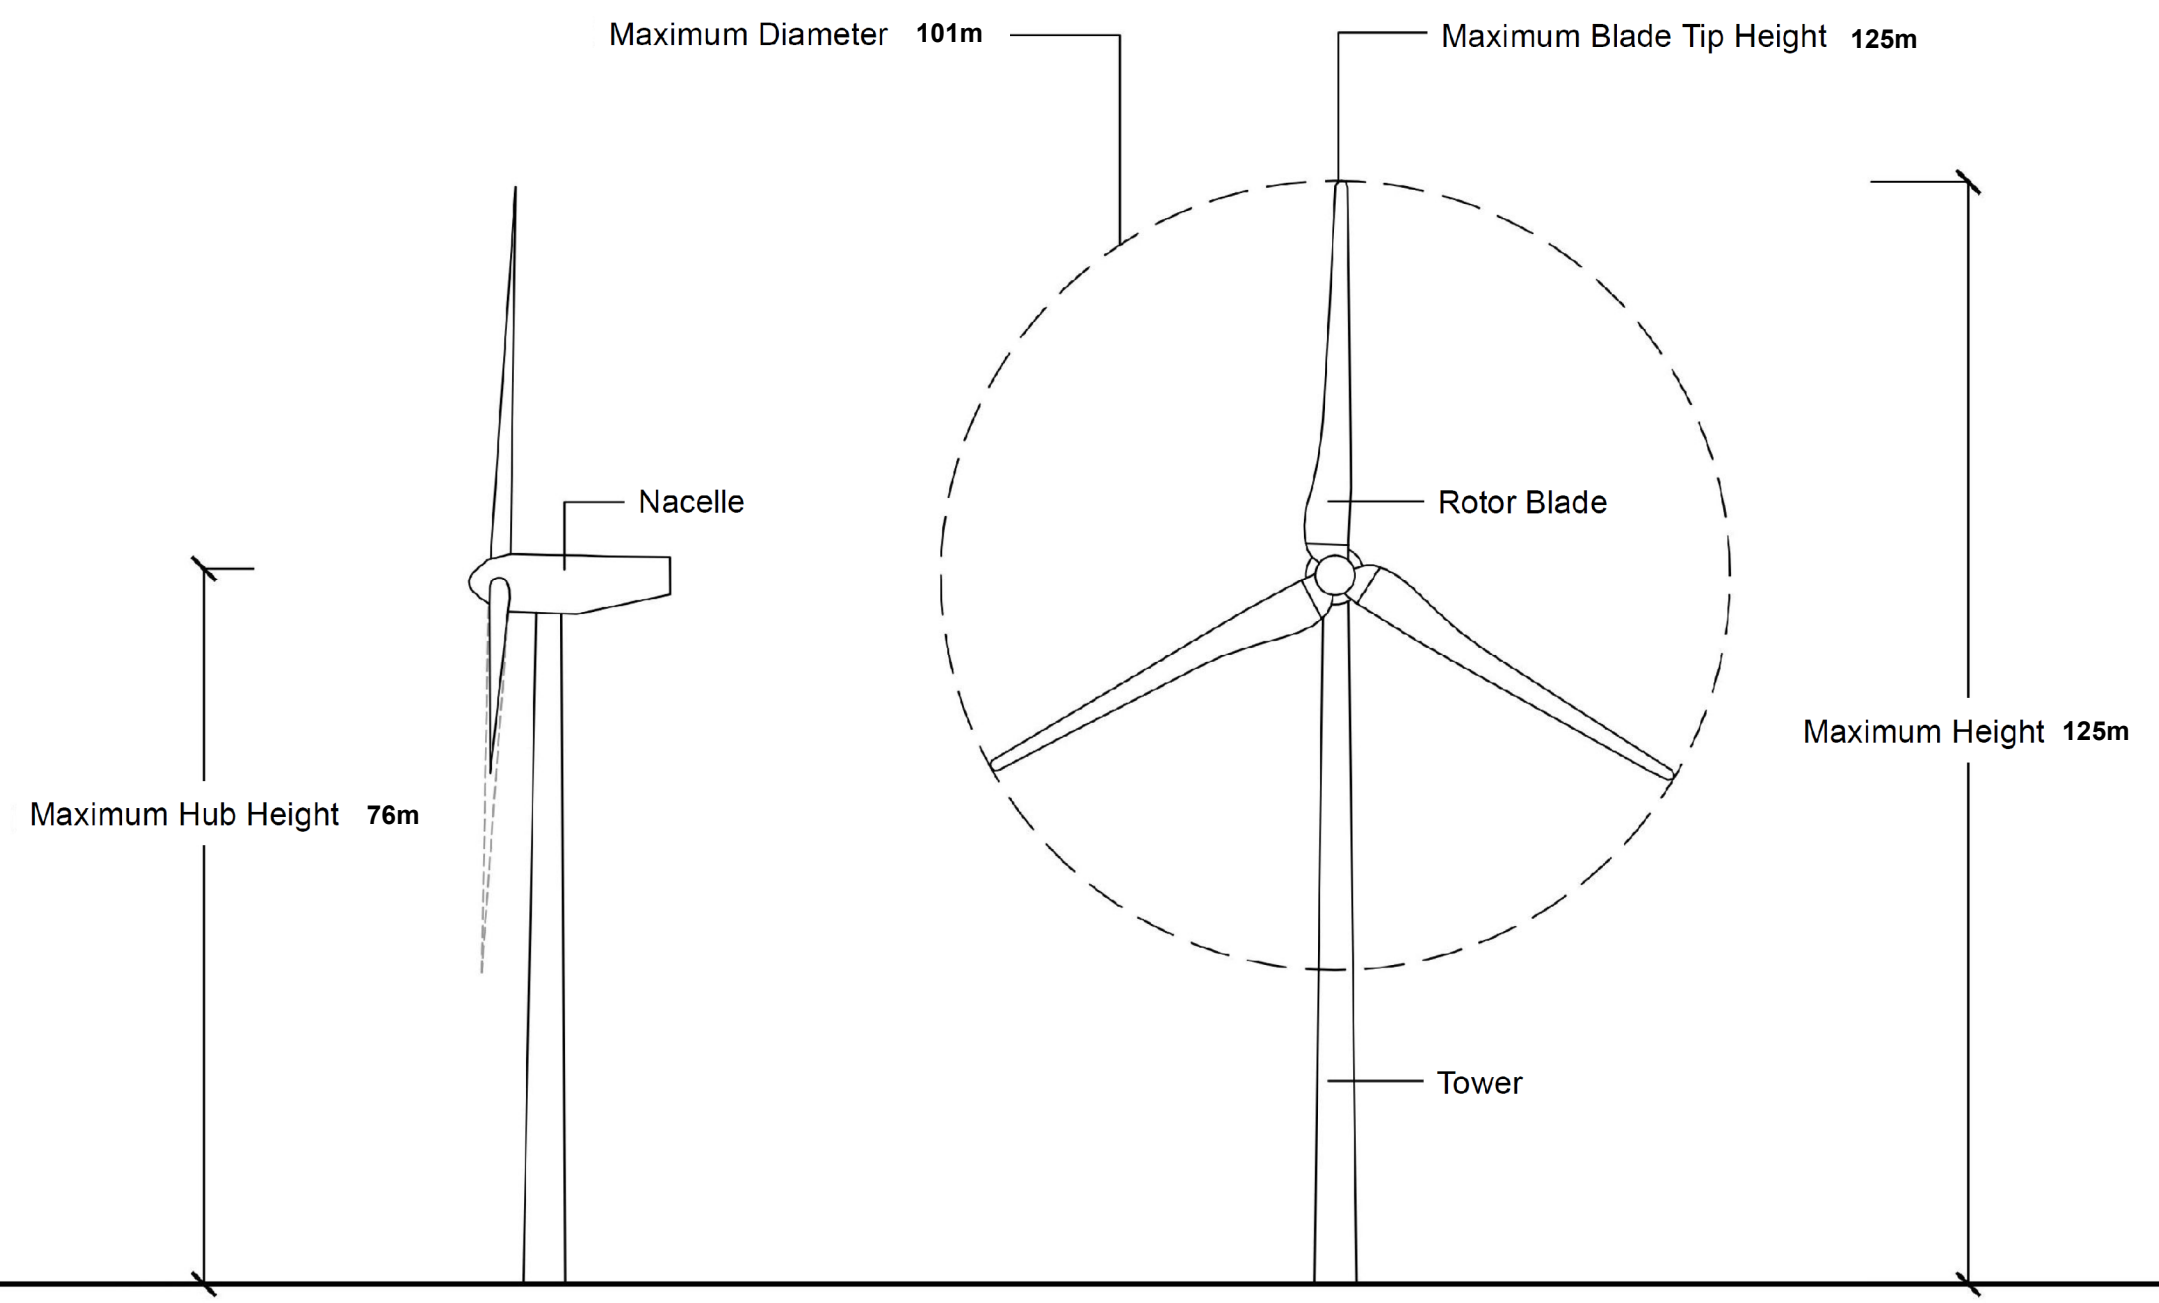 Maximum Diameter 101m
Maximum Blade Tip Height 125m
Nacelle
Rotor Blade
Maximum Height 125m
Maximum Hub Height 76m
Tower